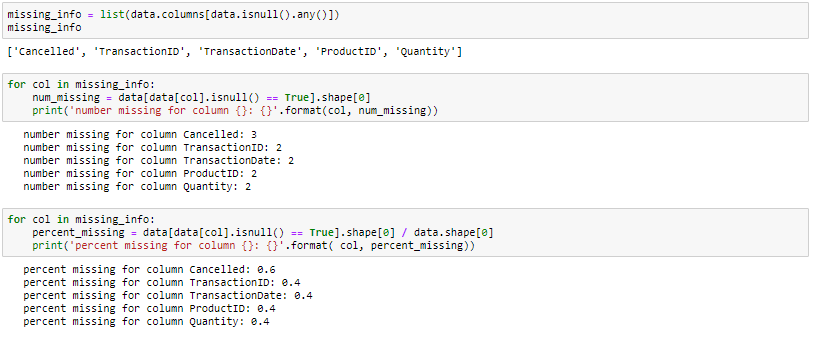 missing_info = list(data.columns[data.isnull().any()])
missing_info
['Cancelled', 'TransactionID', 'TransactionDate', 'ProductID', 'Quantity']
for col in missing_info:
    num_missing = data[data[col].isnull() == True].shape[0]
    print('number missing for column {}: {}'.format(col, num_missing))
number missing for column Cancelled: 3
number missing for column TransactionID: 2
number missing for column TransactionDate: 2
number missing for column ProductID: 2
number missing for column Quantity: 2
for col in missing_info:
    percent_missing = data[data[col].isnull() == True].shape[0] / data.shape[0]
    print('percent missing for column {}: {}'.format( col, percent_missing))
percent missing for column Cancelled: 0.6
percent missing for column TransactionID: 0.4
percent missing for column TransactionDate: 0.4
percent missing for column ProductID: 0.4
percent missing for column Quantity: 0.4